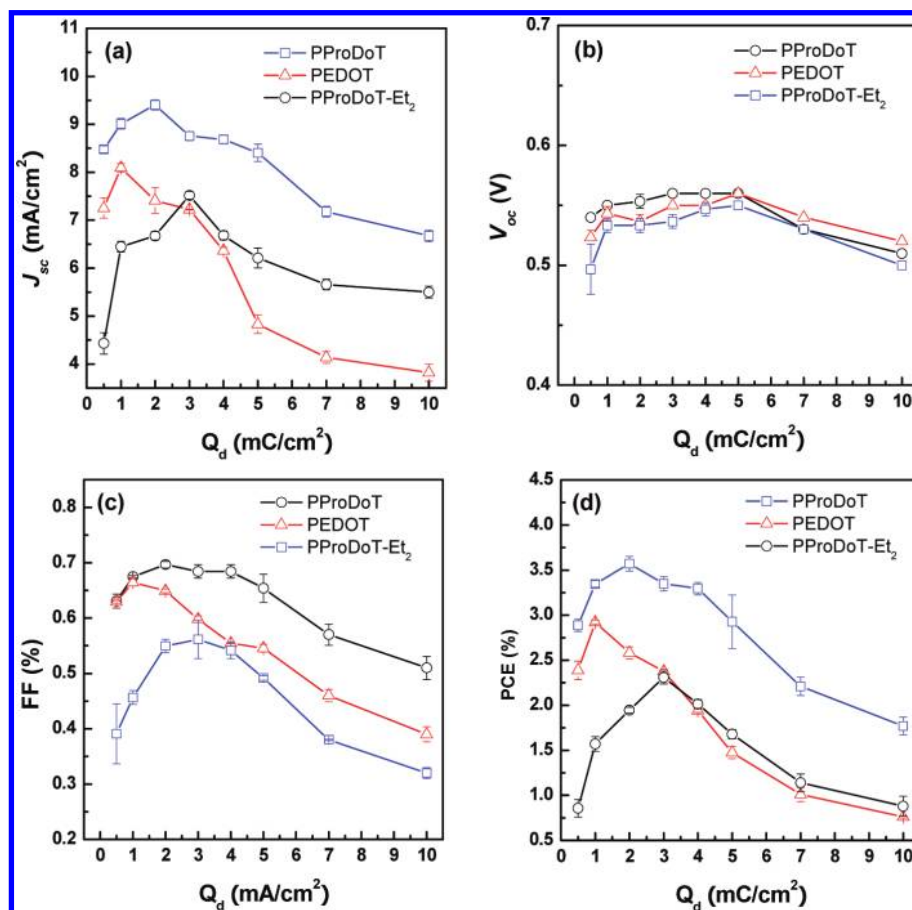 (a)
PProDoT
PEDOT
PProDoT-Et2
11
10
9
8
7
6
5
4
Jsc (mA/cm2)
0 1 2 3 4 5 6 7 8 9 10
Qd (mC/cm2)
(b)
PProDoT
PEDOT
PProDoT-Et2
0.7
0.6
0.5
0.4
Voc (V)
0 1 2 3 4 5 6 7 8 9 10
Qd (mC/cm2)
(c)
PProDoT
PEDOT
PProDoT-Et2
0.8
0.7
0.6
0.5
0.4
0.3
0.2
FF (%)
0 1 2 3 4 5 6 7 8 9 10
Qd (mA/cm2)
(d)
PProDoT
PEDOT
PProDoT-Et2
4.5
4.0
3.5
3.0
2.5
2.0
1.5
1.0
0.5
PCE (%)
0 1 2 3 4 5 6 7 8 9 10
Qd (mC/cm2)